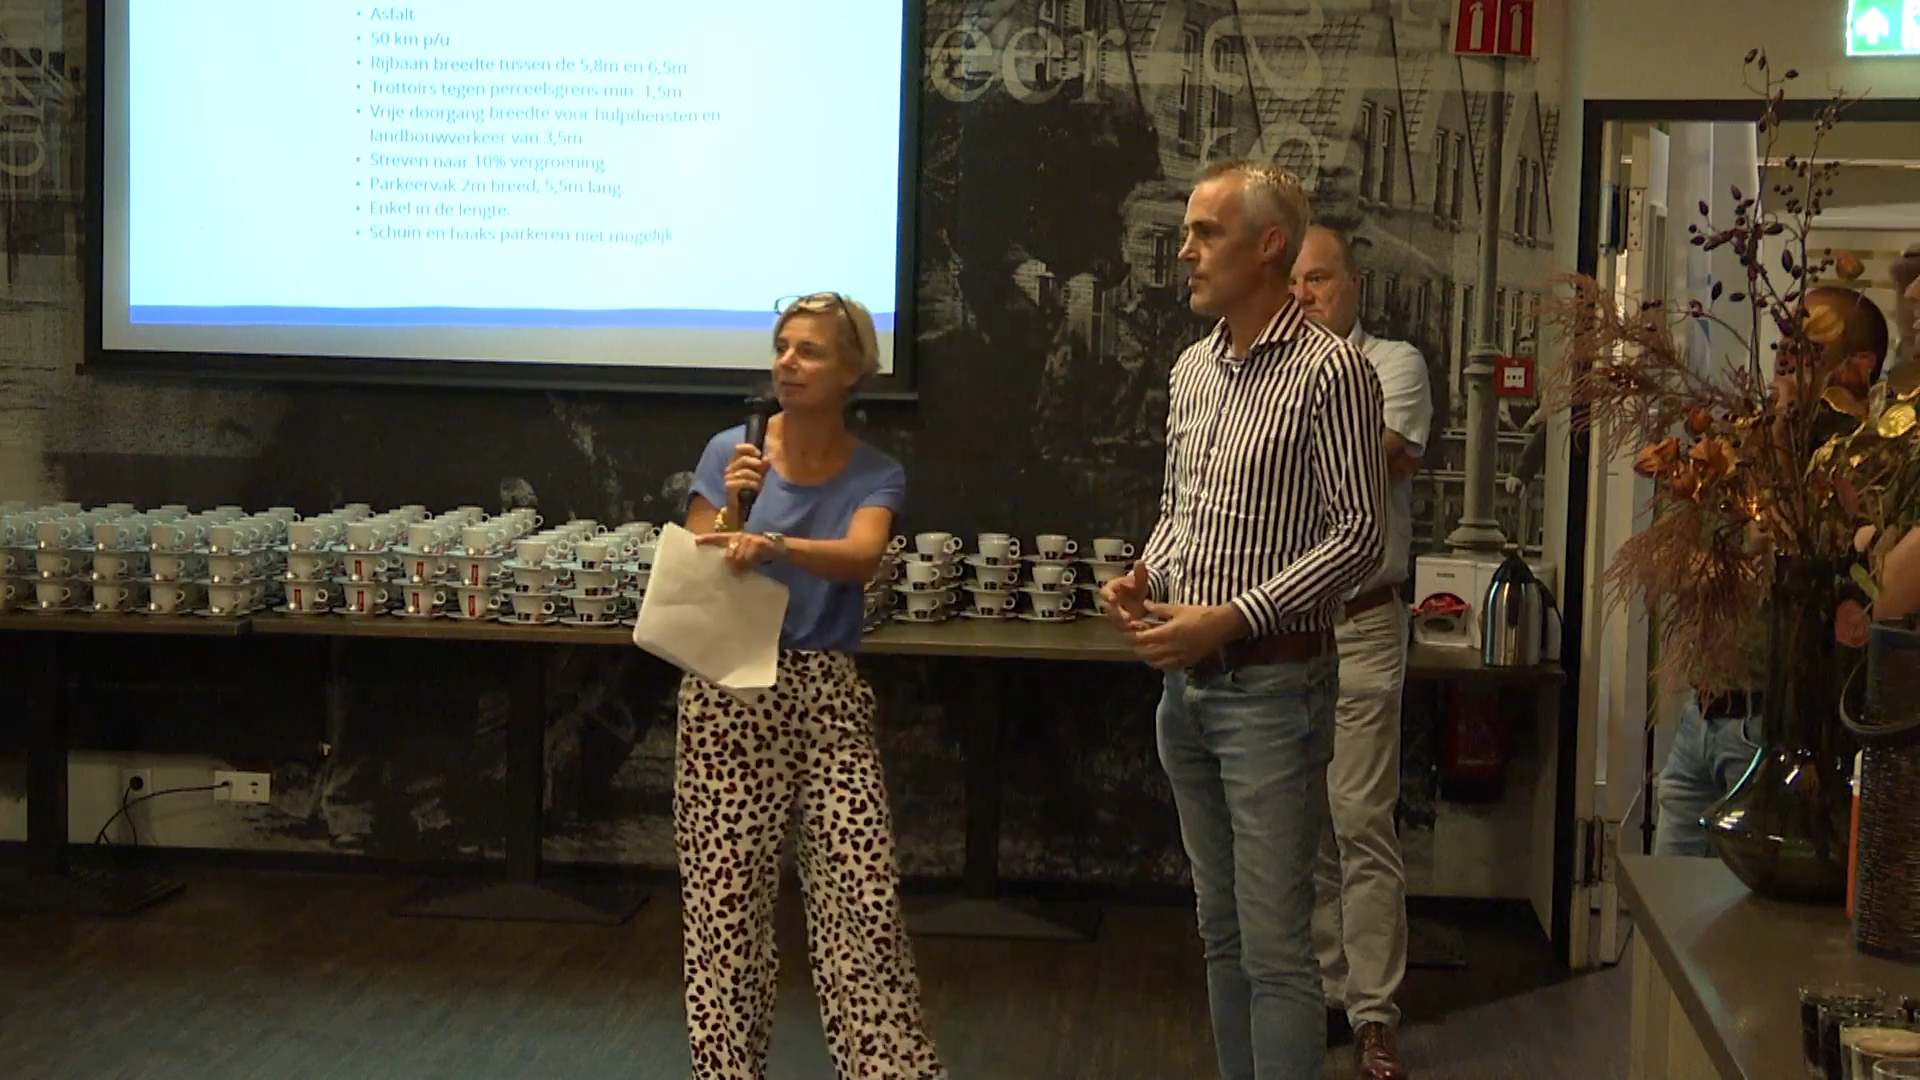 • Asfalt
• 50 km p/u
• Rijbaan breedte tussen de 5,8m en 6,5m
• Trottoirs tegen perceelsgrens min. 1,5m
• Vrije doorgang breedte voor hulpdiensten en
landbouwverkeer van 3,5m
• Streven naar 10% vergroening
• Parkeervak 2m breed, 5,5m lang.
• Enkel in de lengte.
• Schuin en haaks parkeren niet mogelijk
eer